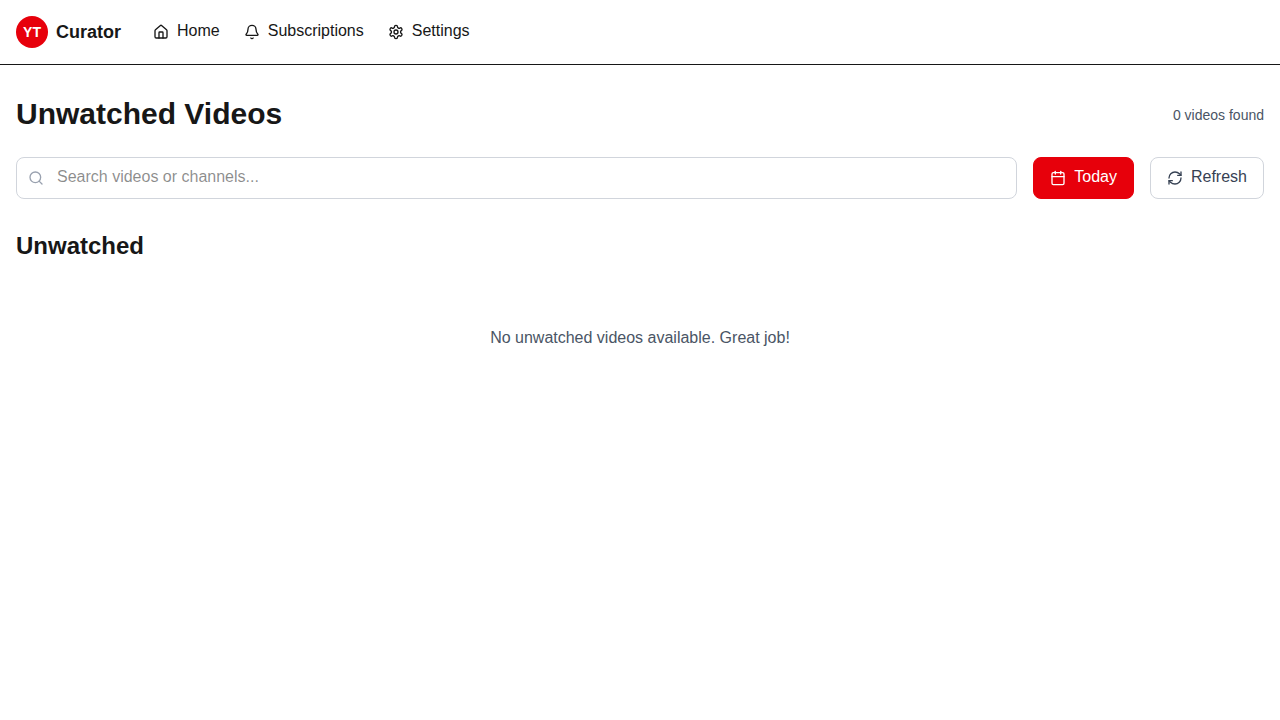 YT Curator Home Subscriptions Settings
Unwatched Videos 0 videos found
Search videos or channels... Today Refresh
Unwatched
No unwatched videos available. Great job!